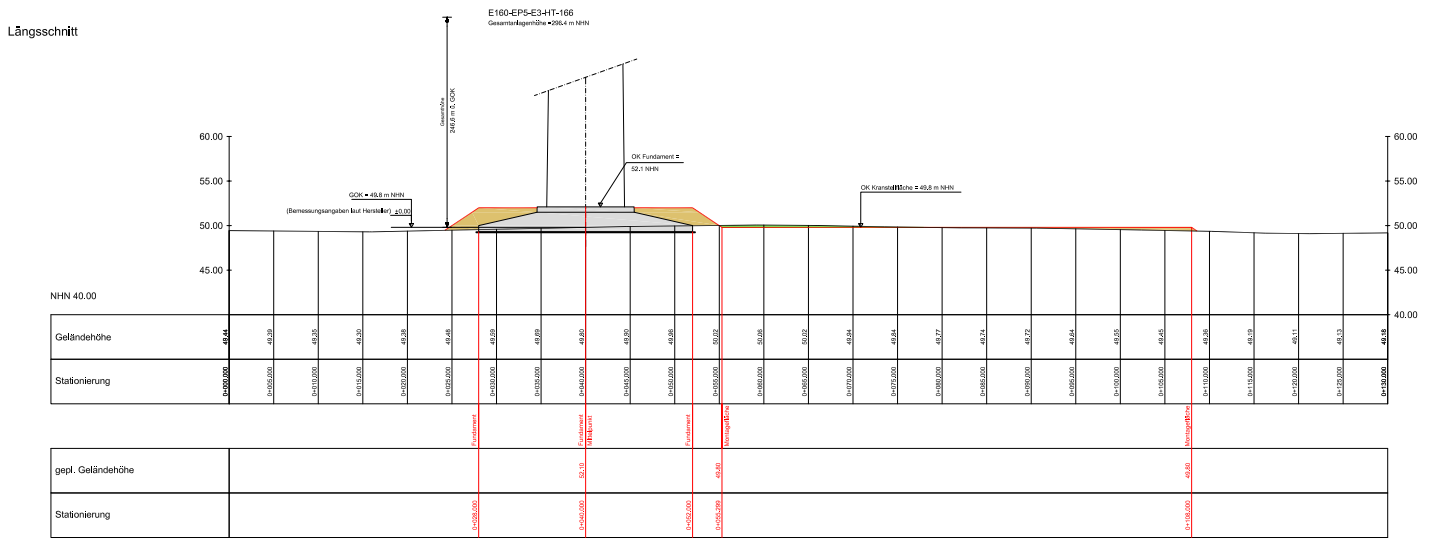 Längsschnitt
E160-EP5-E3-HT-166
Gesamtanlagenhöhe =296.4 m NHN
Gesamthöhe
246,6 m ü. GOK
OK Fundament =
52.1 NHN
GOK = 49.8 m NHN
(Bemessungsangaben laut Hersteller) ±0.00
OK Kranstellfläche = 49.8 m NHN
60.00 60.00
55.00 55.00
50.00 50.00
45.00 45.00
NHN 40.00 40.00
Geländehöhe 49.44 49.39 49.35 49.30 49.38 49.48 49.59 49.69 49.80 49.90 49.98 50.02 50.06 50.02 49.94 49.84 49.77 49.74 49.72 49.64 49.55 49.45 49.36 49.19 49.11 49.13 49.18
Stationierung 0+000,000 0+005,000 0+010,000 0+015,000 0+020,000 0+025,000 0+030,000 0+035,000 0+040,000 0+045,000 0+050,000 0+055,000 0+060,000 0+065,000 0+070,000 0+075,000 0+080,000 0+085,000 0+090,000 0+095,000 0+100,000 0+105,000 0+110,000 0+115,000 0+120,000 0+125,000 0+130,000
Fundament
Fundament
Mittelpunkt
Fundament
Montagefläche
Montagefläche
gepl. Geländehöhe 52.10 49.80 49.80
Stationierung 0+028,000 0+040,000 0+052,000 0+055,299 0+108,000